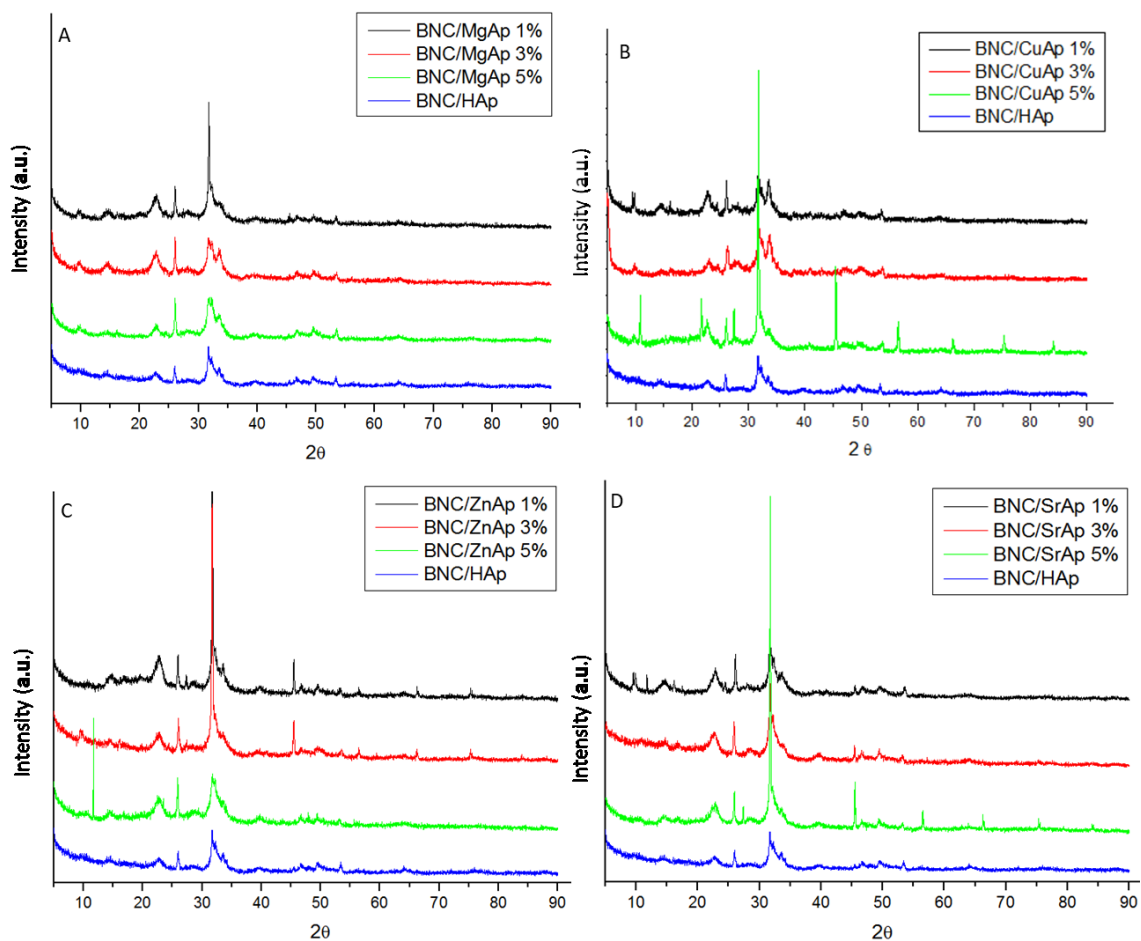 A
BNC/MgAp 1%
BNC/MgAp 3%
BNC/MgAp 5%
BNC/HAp
Intensity (a.u.)
10 20 30 40 50 60 70 80 90
2θ
B
BNC/CuAp 1%
BNC/CuAp 3%
BNC/CuAp 5%
BNC/HAp
Intensity (a.u.)
10 20 30 40 50 60 70 80 90
2 θ
C
BNC/ZnAp 1%
BNC/ZnAp 3%
BNC/ZnAp 5%
BNC/HAp
Intensity (a.u.)
10 20 30 40 50 60 70 80 90
2θ
D
BNC/SrAp 1%
BNC/SrAp 3%
BNC/SrAp 5%
BNC/HAp
Intensity (a.u.)
10 20 30 40 50 60 70 80 90
2θ